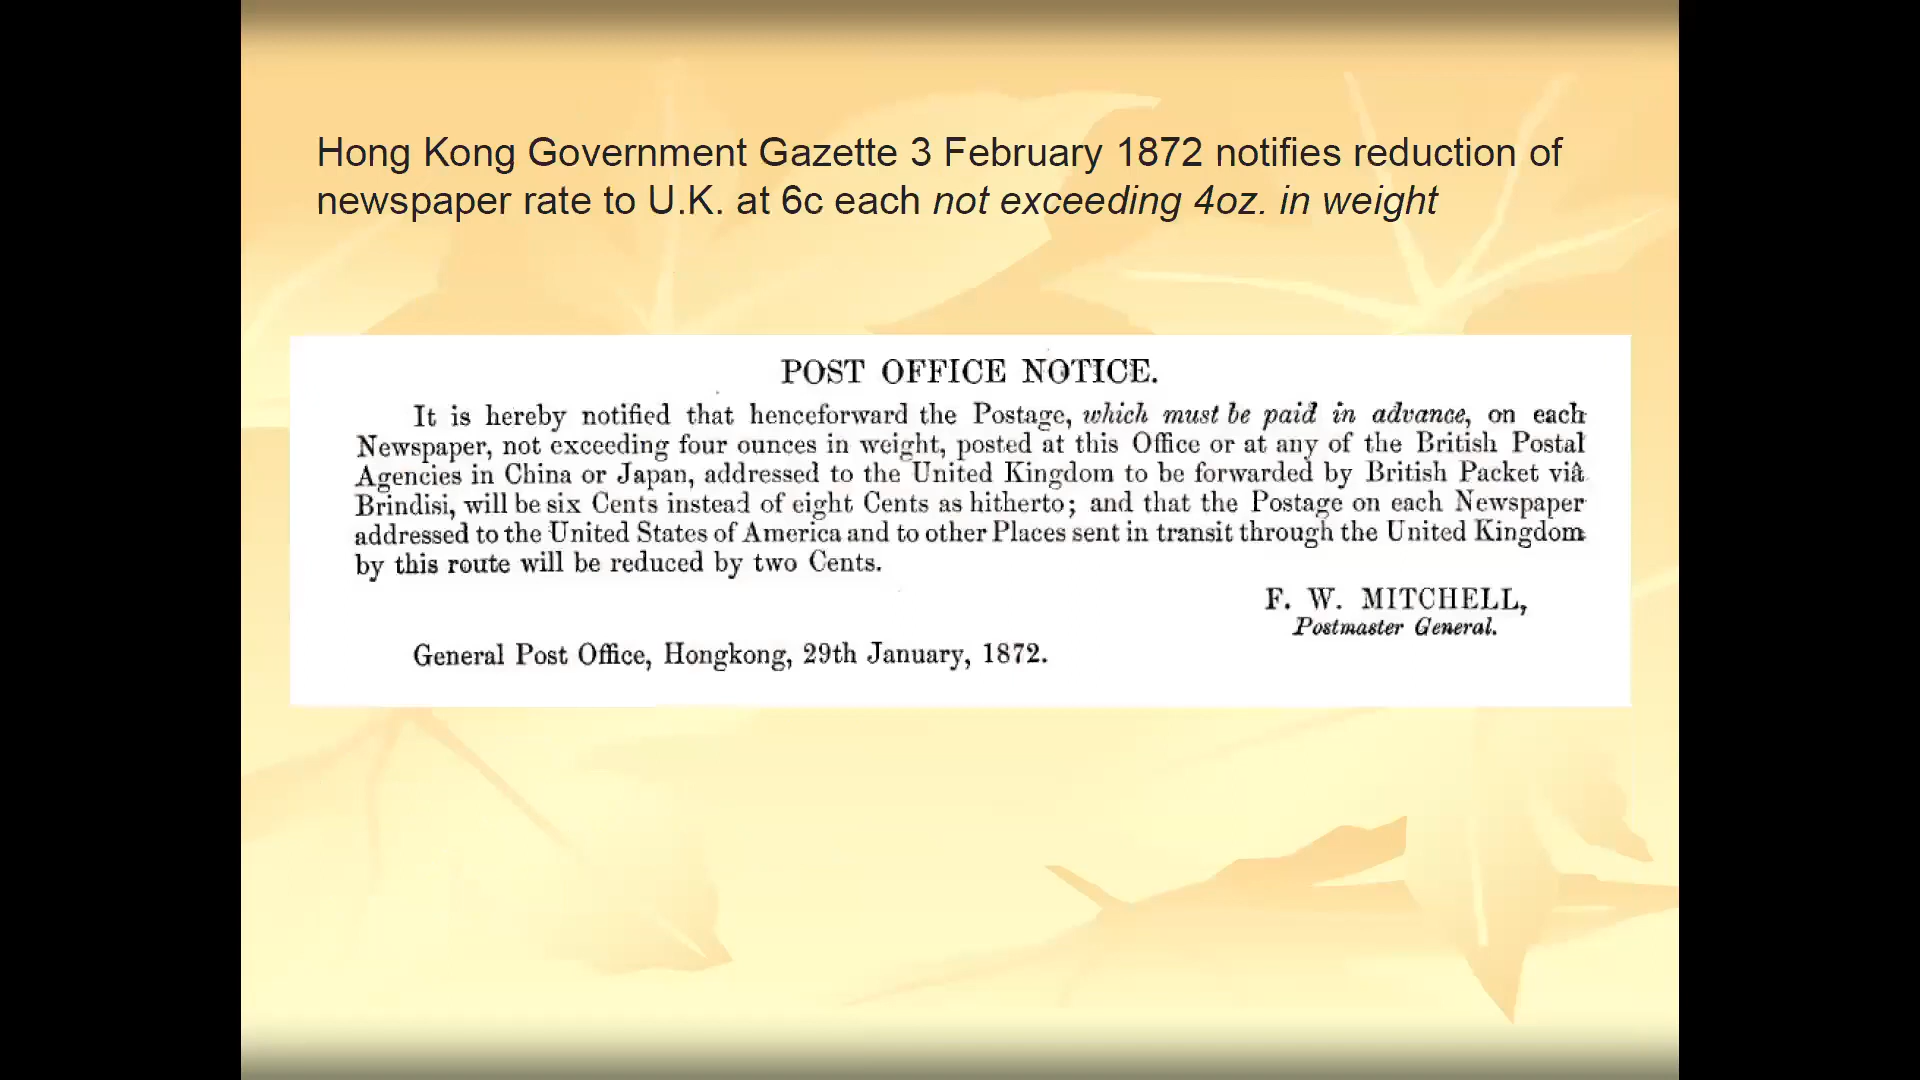 Hong Kong Government Gazette 3 February 1872 notifies reduction of
newspaper rate to U.K. at 6c each not exceeding 4oz. in weight
POST OFFICE NOTICE.
It is hereby notified that henceforward the Postage, which must be paid in advance, on each
Newspaper, not exceeding four ounces in weight, posted at this Office or at any of the British Postal
Agencies in China or Japan, addressed to the United Kingdom to be forwarded by British Packet viâ
Brindisi, will be six Cents instead of eight Cents as hitherto; and that the Postage on each Newspaper
addressed to the United States of America and to other Places sent in transit through the United Kingdom
by this route will be reduced by two Cents.
F. W. MITCHELL,
Postmaster General.
General Post Office, Hongkong, 29th January, 1872.